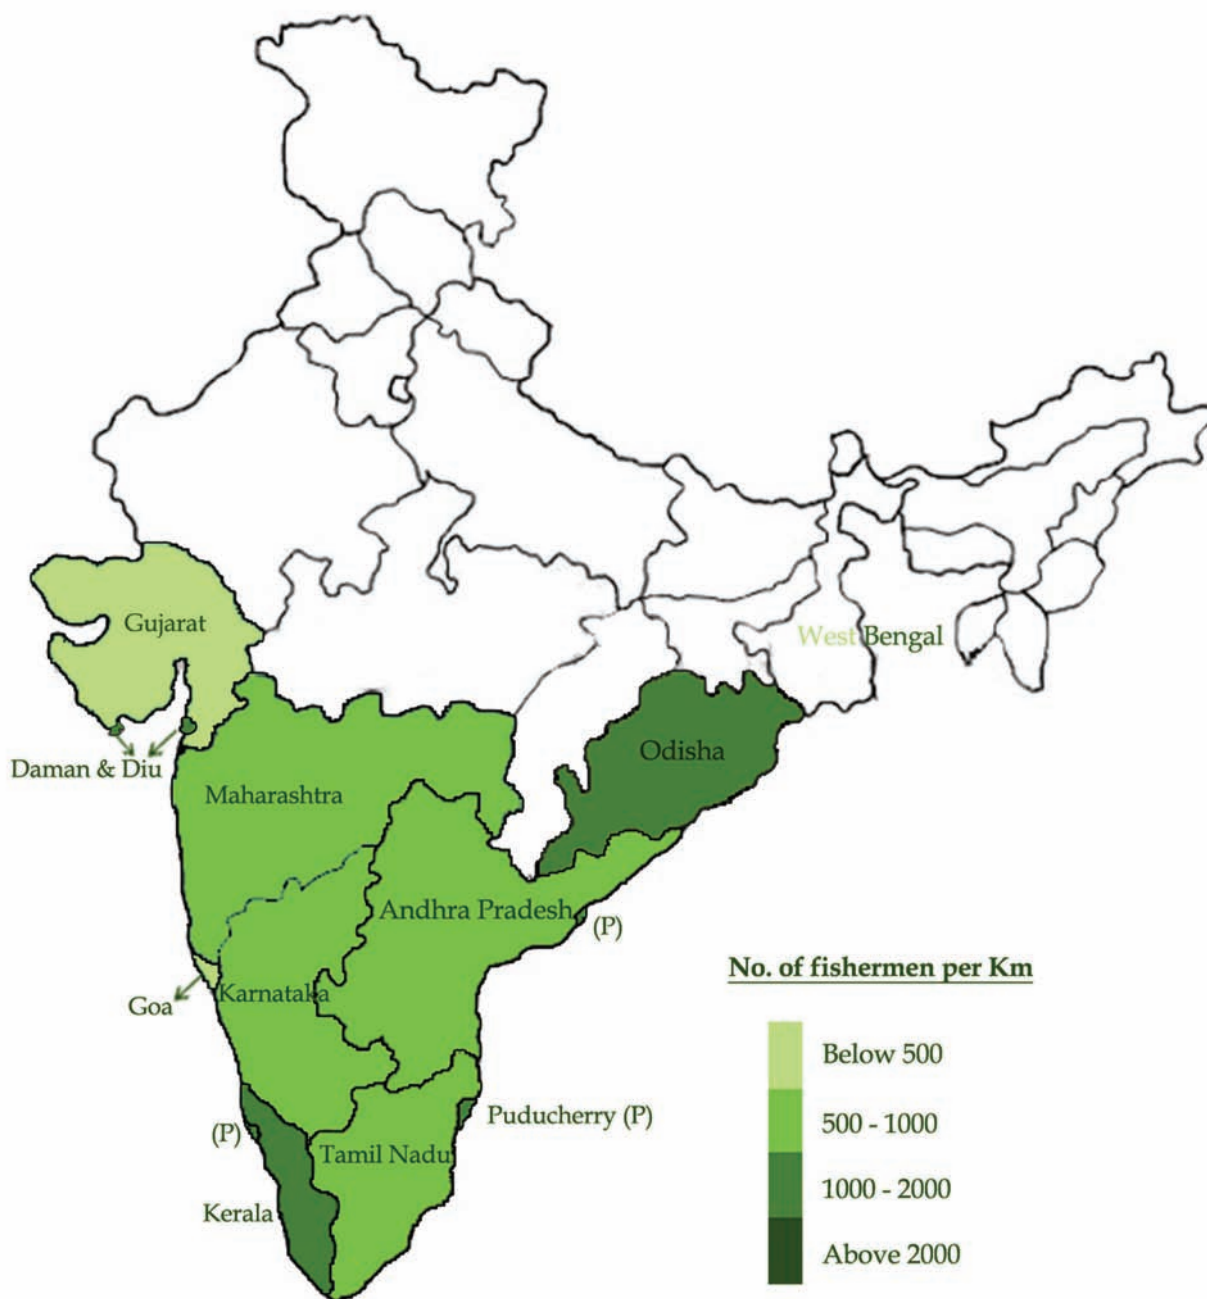 Gujarat
West Bengal
Daman & Diu
Odisha
Maharashtra
Andhra Pradesh
(P)
No. of fishermen per Km
Goa
Karnataka
Below 500
500 - 1000
1000 - 2000
Above 2000
Puducherry (P)
(P)
Tamil Nadu
Kerala